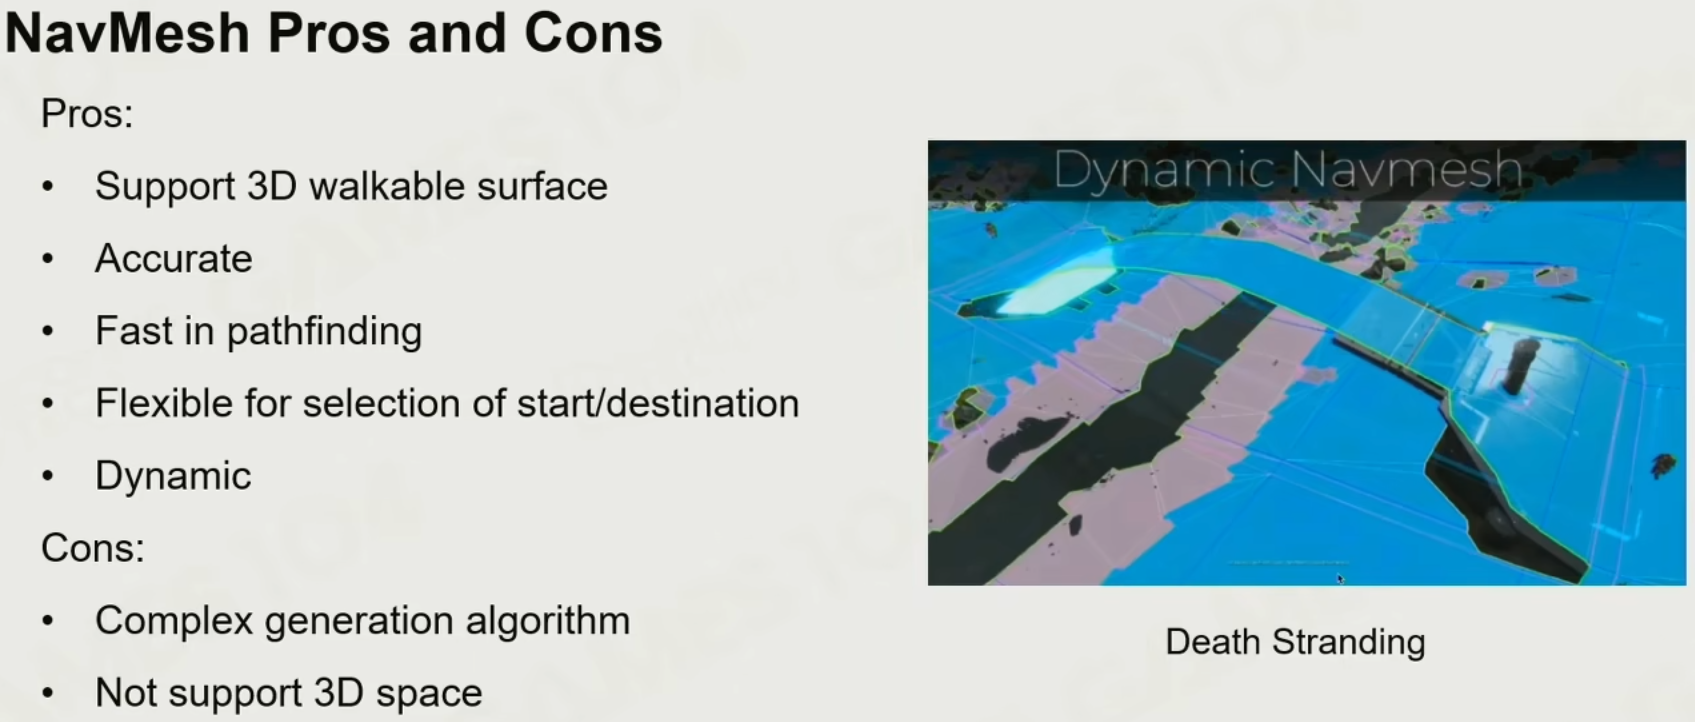 NavMesh Pros and Cons
Pros:
• Support 3D walkable surface
• Accurate
• Fast in pathfinding
• Flexible for selection of start/destination
• Dynamic
Cons:
• Complex generation algorithm
• Not support 3D space
Dynamic Navmesh
Death Stranding
GAMES104